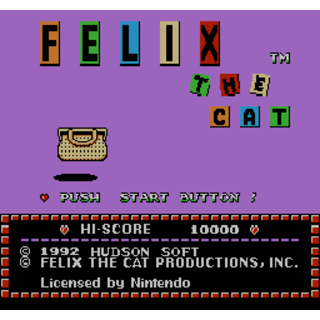 FELIX
TM
THE
CAT
PUSH START BUTTON !
HI-SCORE 10000
© 1992 HUDSON SOFT
© FELIX THE CAT PRODUCTIONS, INC.
Licensed by Nintendo